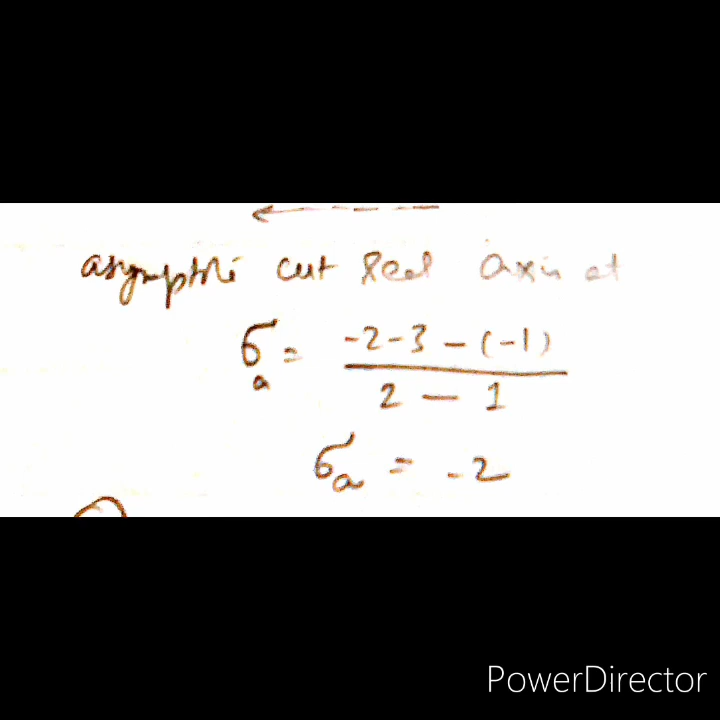 asymptote cut Real axis at
σa = -2-3-(-1) / 2 - 1
σa = -2
PowerDirector